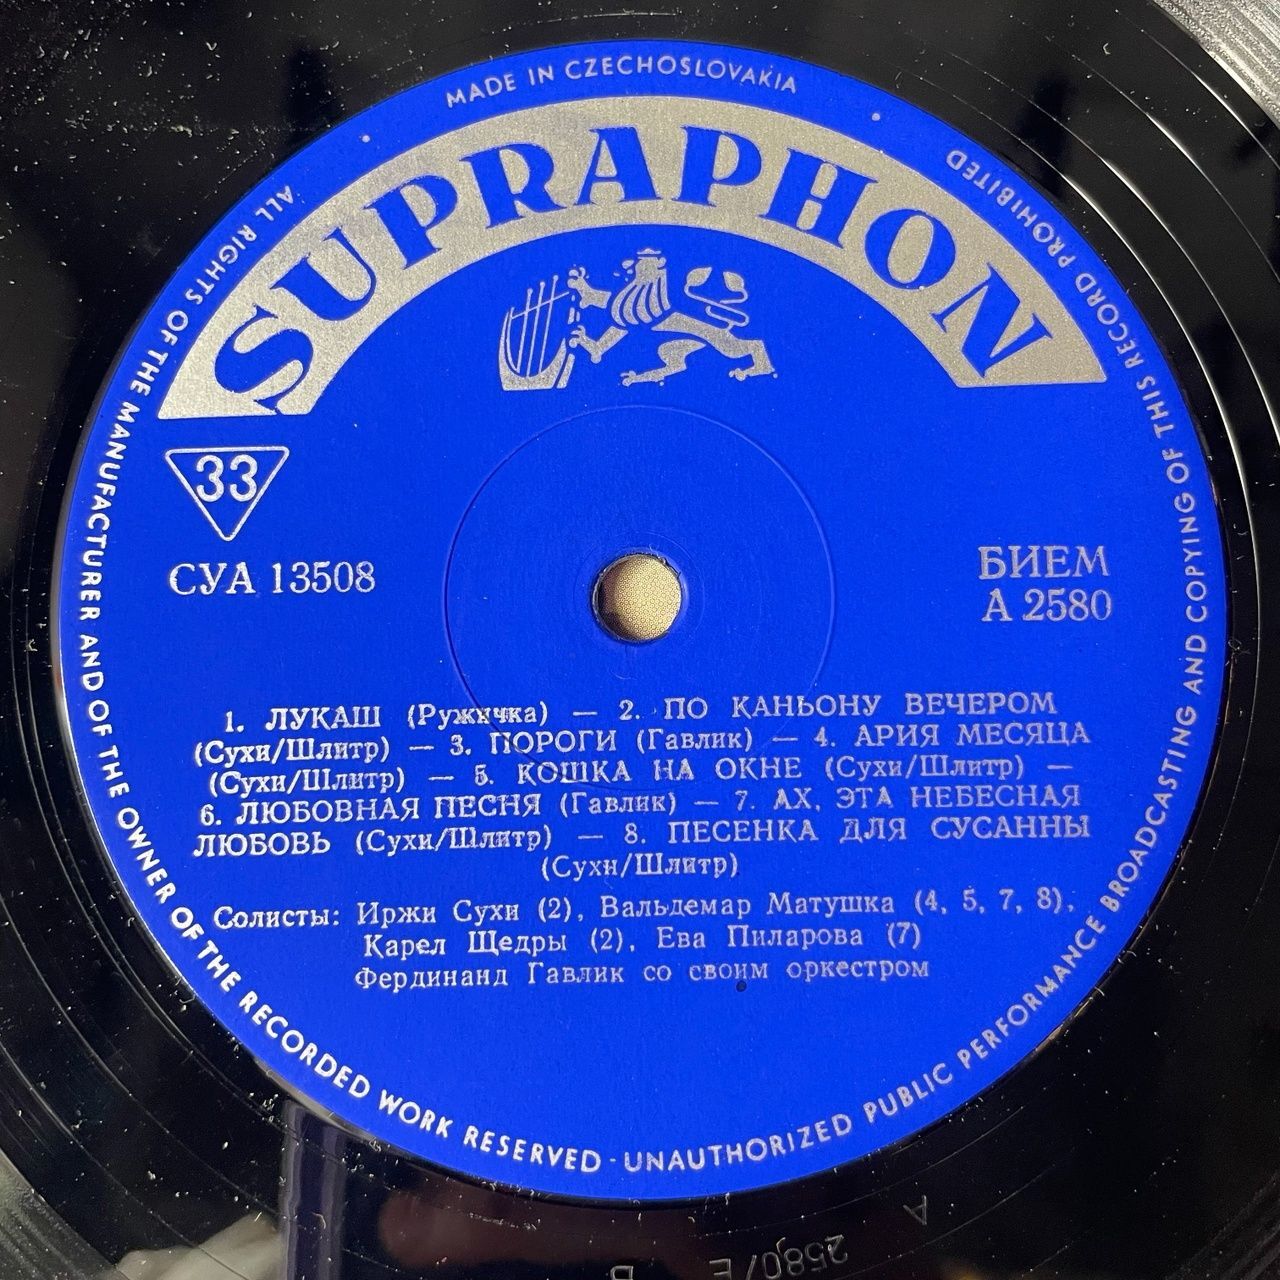 MADE IN CZECHOSLOVAKIA
SUPRAPHON
33
СУА 13508
БИЕМ
А 2580
1. ЛУКАШ (Ружичка) — 2. ПО КАНЬОНУ ВЕЧЕРОМ
(Сухи/Шлитр) — 3. ПОРОГИ (Гавлик) — 4. АРИЯ МЕСЯЦА
(Сухи/Шлитр) — 5. КОШКА НА ОКНЕ (Сухи/Шлитр) —
6. ЛЮБОВНАЯ ПЕСНЯ (Гавлик) — 7. АХ, ЭТА НЕБЕСНАЯ
ЛЮБОВЬ (Сухи/Шлитр) — 8. ПЕСЕНКА ДЛЯ СУСАННЫ
(Сухи/Шлитр)
Солисты: Иржи Сухи (2), Вальдемар Матушка (4, 5, 7, 8),
Карел Щедры (2), Ева Пиларова (7)
Фердинанд Гавлик со своим оркестром
ALL RIGHTS OF THE MANUFACTURER AND OF THE OWNER OF THE RECORDED WORK RESERVED - UNAUTHORIZED PUBLIC PERFORMANCE BROADCASTING AND COPYING OF THIS RECORD PROHIBITED
A
2580/E